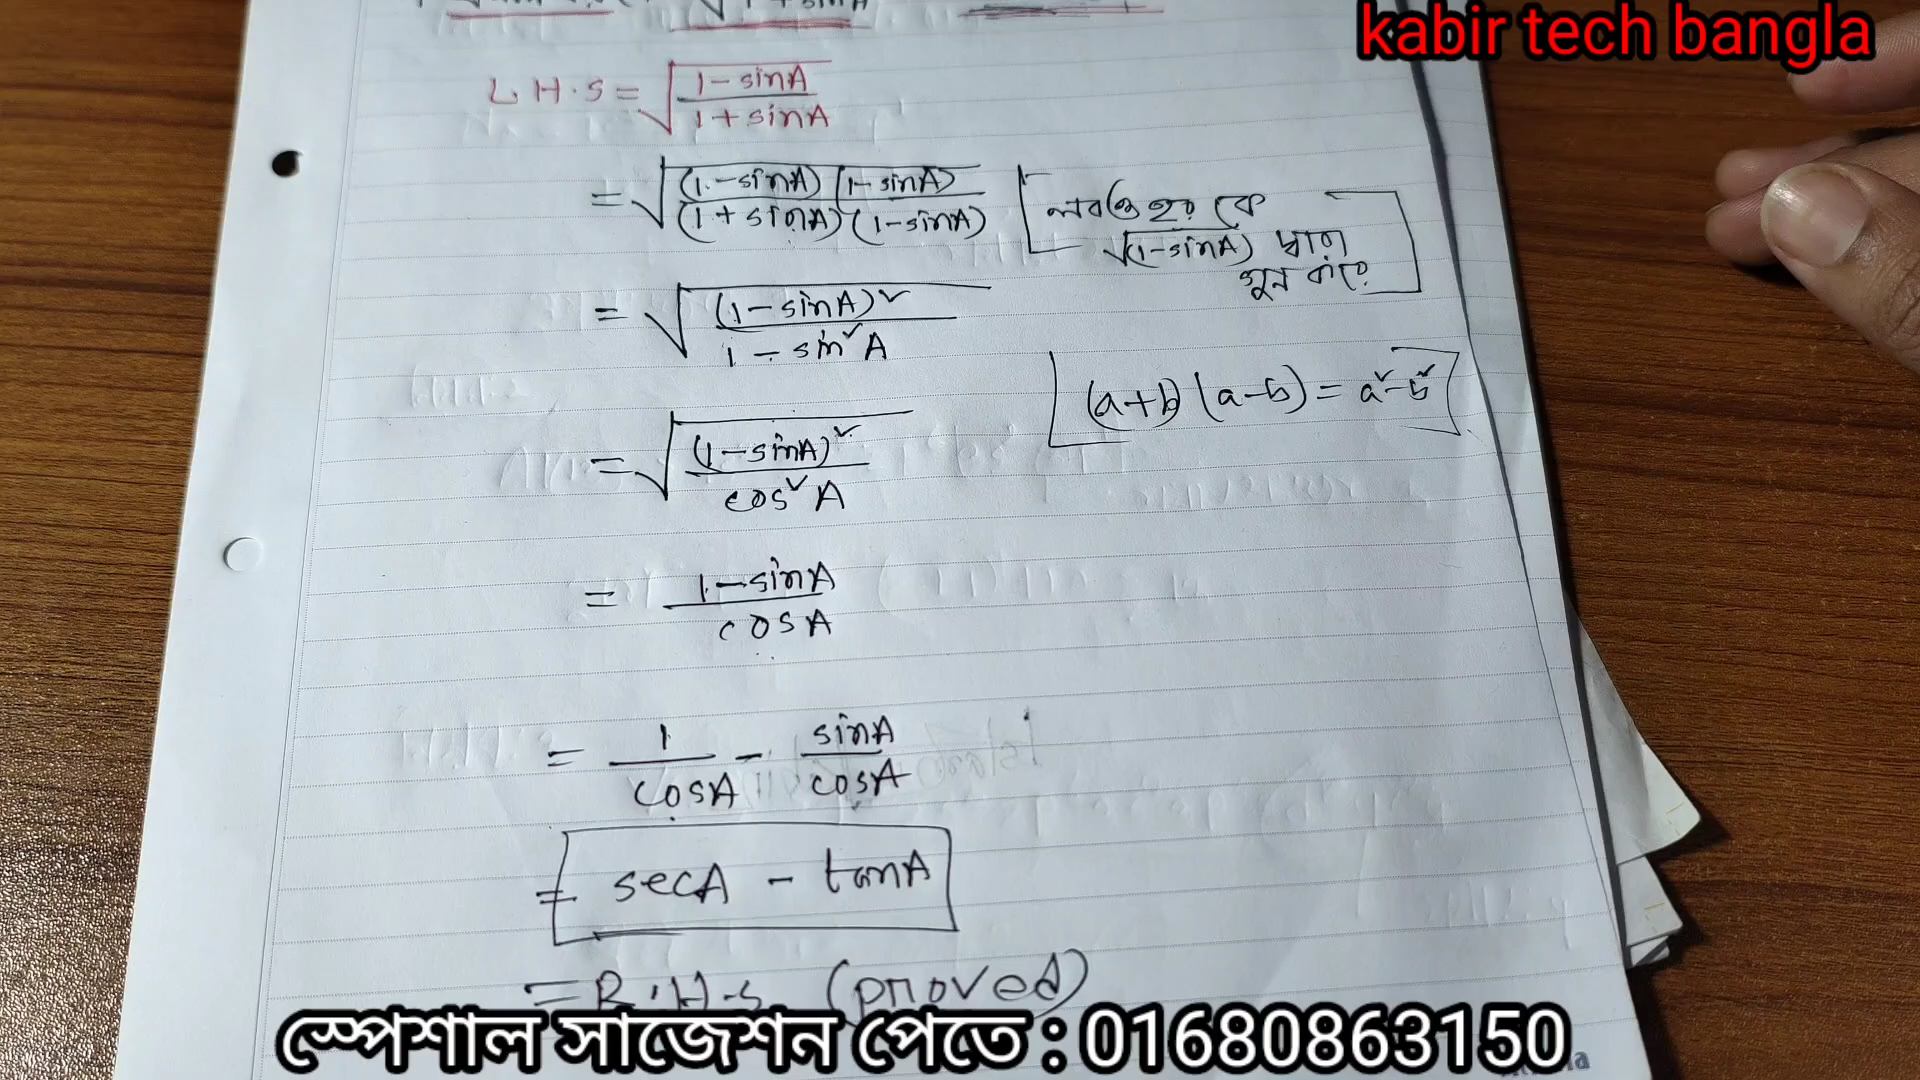 kabir tech bangla
L.H.S = √(1-sinA / 1+sinA)
= √((1-sinA)(1-sinA) / (1+sinA)(1-sinA)) [লব ও হর কে
√(1-sinA) দ্বারা
গুন করে]
= √((1-sinA)² / 1-sin²A)
[(a+b)(a-b) = a²-b²]
= √((1-sinA)² / cos²A)
= 1-sinA / cosA
= 1/cosA - sinA/cosA
= secA - tanA
= R.H.S (proved)
স্পেশাল সাজেশন পেতে : 01680863150